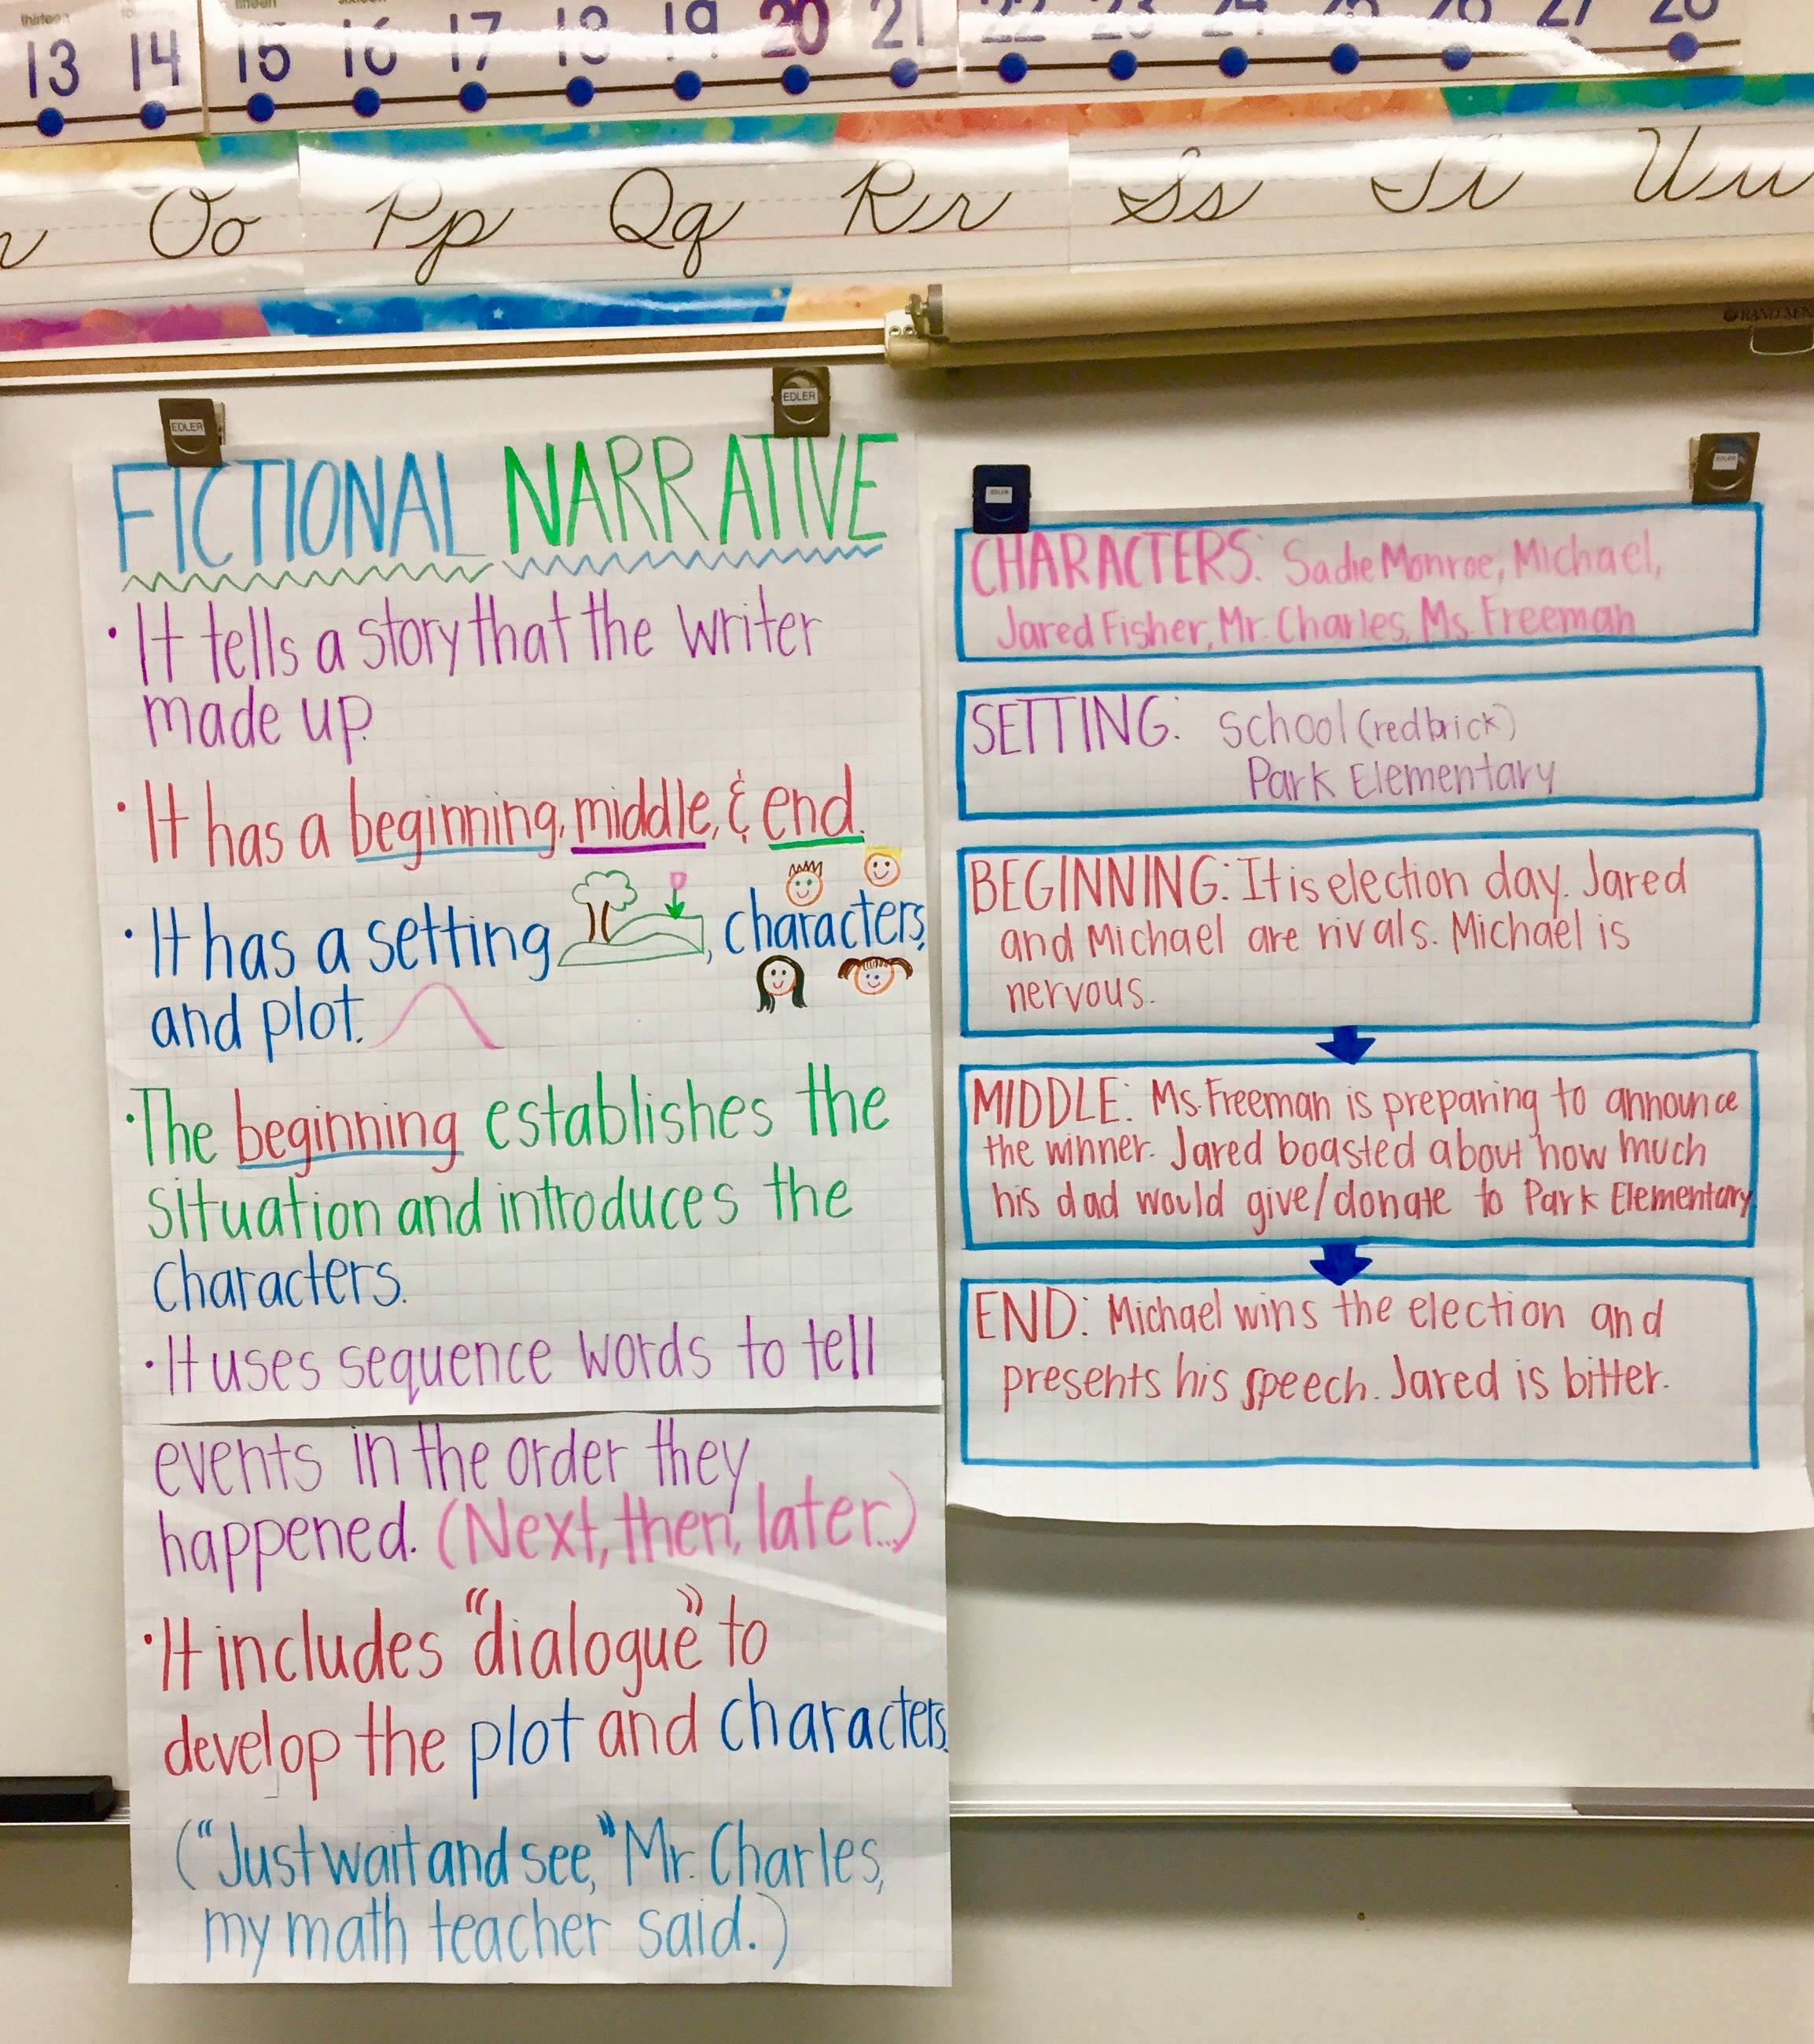 thirteen
fifteen
13 14 15 16 17 18 19 20 21 22 23 24 25 26 27 28
Oo Pp Qq Rr Ss Tt Uu
EDLER
EDLER
EDLER
EDLER
FICTIONAL NARRATIVE
• It tells a story that the writer
made up.
• It has a beginning, middle, & end.
• It has a setting, characters,
and plot.
• The beginning establishes the
situation and introduces the
characters.
• It uses sequence words to tell
events in the order they
happened. (Next, then, later...)
• It includes "dialogue" to
develop the plot and characters.
("Just wait and see," Mr. Charles,
my math teacher said.)
CHARACTERS: Sadie Monroe, Michael,
Jared Fisher, Mr. Charles, Ms. Freeman
SETTING: School (red brick)
Park Elementary
BEGINNING: It is election day. Jared
and Michael are rivals. Michael is
nervous.
MIDDLE: Ms. Freeman is preparing to announce
the winner. Jared boasted about how much
his dad would give/donate to Park Elementary
END: Michael wins the election and
presents his speech. Jared is bitter.